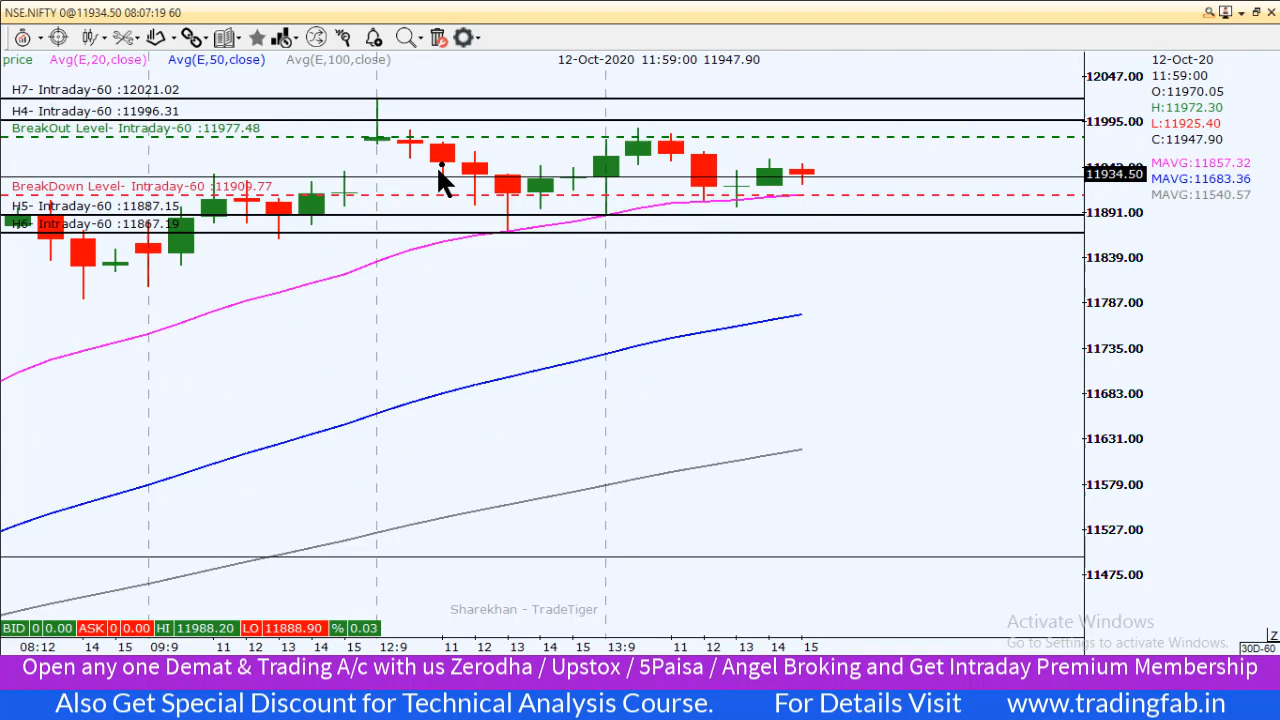 NSE.NIFTY 0@11934.50 08:07:19 60
price Avg(E,20,close) Avg(E,50,close) Avg(E,100,close) 12-Oct-2020 11:59:00 11947.90
12-Oct-20
11:59:00
O:11970.05
H:11972.30
L:11925.40
C:11947.90
MAVG:11857.32
MAVG:11683.36
MAVG:11540.57
H7- Intraday-60 :12021.02
H4- Intraday-60 :11996.31
BreakOut Level- Intraday-60 :11977.48
BreakDown Level- Intraday-60 :11909.77
H5- Intraday-60 :11887.15
H6- Intraday-60 :11867.19
12047.00
11995.00
11934.50
11891.00
11839.00
11787.00
11735.00
11683.00
11631.00
11579.00
11527.00
11475.00
Sharekhan - TradeTiger
Activate Windows
Go to Settings to activate Windows.
BID 0 0.00 ASK 0 0.00 HI 11988.20 LO 11888.90 % 0.03
08:12 14 15 09:9 11 12 13 14 15 12:9 11 12 13 14 15 13:9 11 12 13 14 15
Z
30D-60
Open any one Demat & Trading A/c with us Zerodha / Upstox / 5Paisa / Angel Broking and Get Intraday Premium Membership
Also Get Special Discount for Technical Analysis Course. For Details Visit www.tradingfab.in